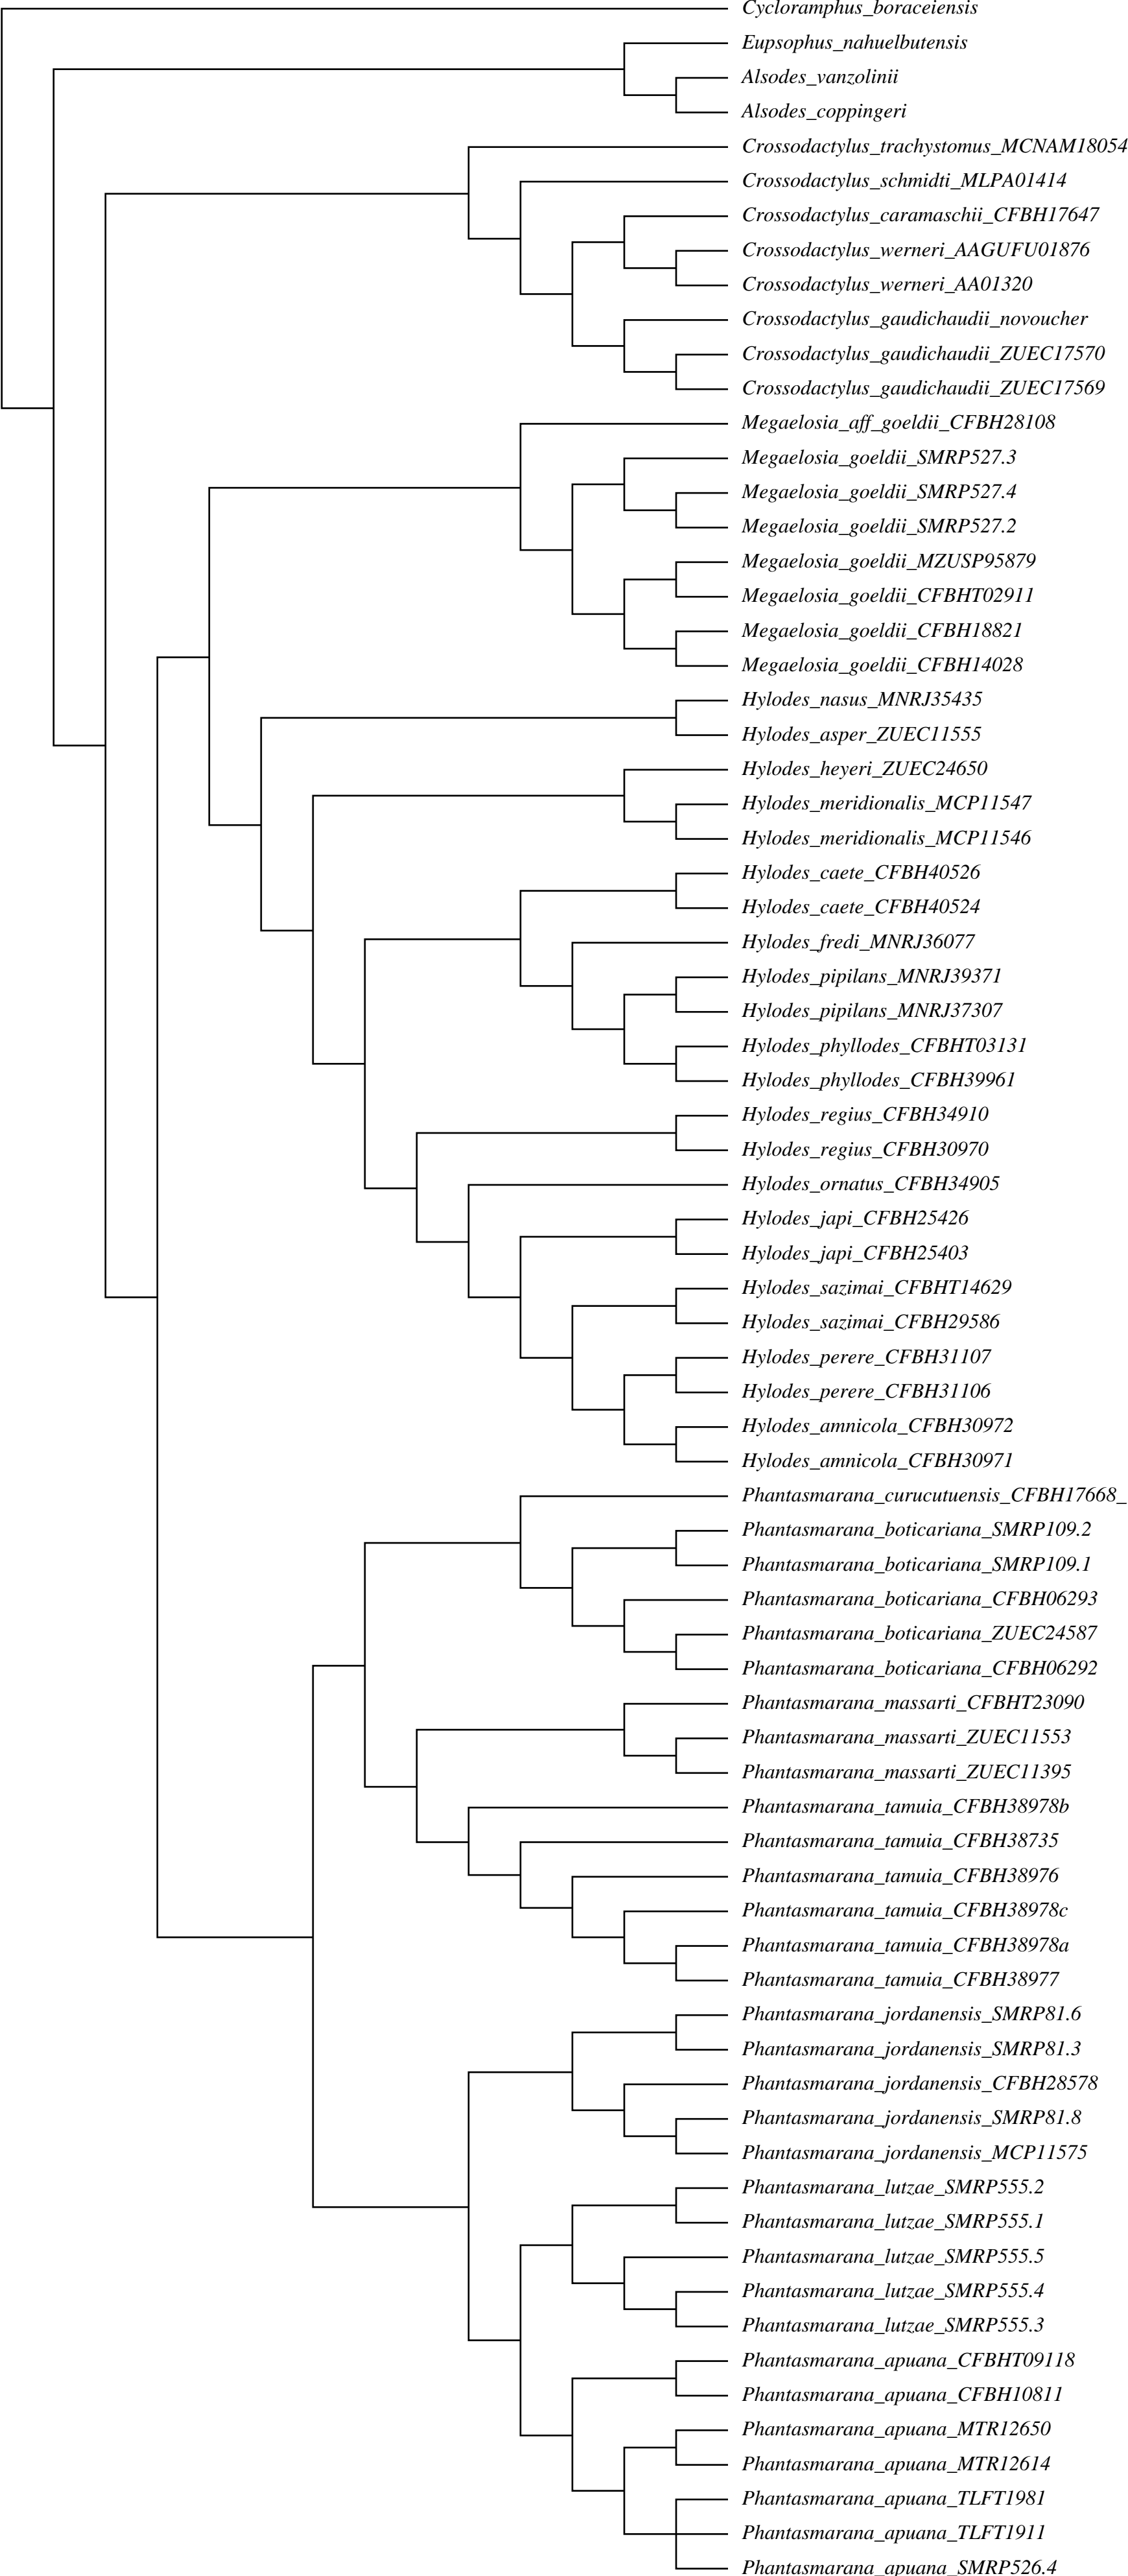 Cycloramphus_boraceiensis
Eupsophus_nahuelbutensis
Alsodes_vanzolinii
Alsodes_coppingeri
Crossodactylus_trachystomus_MCNAM18054
Crossodactylus_schmidti_MLPA01414
Crossodactylus_caramaschii_CFBH17647
Crossodactylus_werneri_AAGUFU01876
Crossodactylus_werneri_AA01320
Crossodactylus_gaudichaudii_novoucher
Crossodactylus_gaudichaudii_ZUEC17570
Crossodactylus_gaudichaudii_ZUEC17569
Megaelosia_aff_goeldii_CFBH28108
Megaelosia_goeldii_SMRP527.3
Megaelosia_goeldii_SMRP527.4
Megaelosia_goeldii_SMRP527.2
Megaelosia_goeldii_MZUSP95879
Megaelosia_goeldii_CFBHT02911
Megaelosia_goeldii_CFBH18821
Megaelosia_goeldii_CFBH14028
Hylodes_nasus_MNRJ35435
Hylodes_asper_ZUEC11555
Hylodes_heyeri_ZUEC24650
Hylodes_meridionalis_MCP11547
Hylodes_meridionalis_MCP11546
Hylodes_caete_CFBH40526
Hylodes_caete_CFBH40524
Hylodes_fredi_MNRJ36077
Hylodes_pipilans_MNRJ39371
Hylodes_pipilans_MNRJ37307
Hylodes_phyllodes_CFBHT03131
Hylodes_phyllodes_CFBH39961
Hylodes_regius_CFBH34910
Hylodes_regius_CFBH30970
Hylodes_ornatus_CFBH34905
Hylodes_japi_CFBH25426
Hylodes_japi_CFBH25403
Hylodes_sazimai_CFBHT14629
Hylodes_sazimai_CFBH29586
Hylodes_perere_CFBH31107
Hylodes_perere_CFBH31106
Hylodes_amnicola_CFBH30972
Hylodes_amnicola_CFBH30971
Phantasmarana_curucutuensis_CFBH17668_
Phantasmarana_boticariana_SMRP109.2
Phantasmarana_boticariana_SMRP109.1
Phantasmarana_boticariana_CFBH06293
Phantasmarana_boticariana_ZUEC24587
Phantasmarana_boticariana_CFBH06292
Phantasmarana_massarti_CFBHT23090
Phantasmarana_massarti_ZUEC11553
Phantasmarana_massarti_ZUEC11395
Phantasmarana_tamuia_CFBH38978b
Phantasmarana_tamuia_CFBH38735
Phantasmarana_tamuia_CFBH38976
Phantasmarana_tamuia_CFBH38978c
Phantasmarana_tamuia_CFBH38978a
Phantasmarana_tamuia_CFBH38977
Phantasmarana_jordanensis_SMRP81.6
Phantasmarana_jordanensis_SMRP81.3
Phantasmarana_jordanensis_CFBH28578
Phantasmarana_jordanensis_SMRP81.8
Phantasmarana_jordanensis_MCP11575
Phantasmarana_lutzae_SMRP555.2
Phantasmarana_lutzae_SMRP555.1
Phantasmarana_lutzae_SMRP555.5
Phantasmarana_lutzae_SMRP555.4
Phantasmarana_lutzae_SMRP555.3
Phantasmarana_apuana_CFBHT09118
Phantasmarana_apuana_CFBH10811
Phantasmarana_apuana_MTR12650
Phantasmarana_apuana_MTR12614
Phantasmarana_apuana_TLFT1981
Phantasmarana_apuana_TLFT1911
Phantasmarana_apuana_SMRP526.4